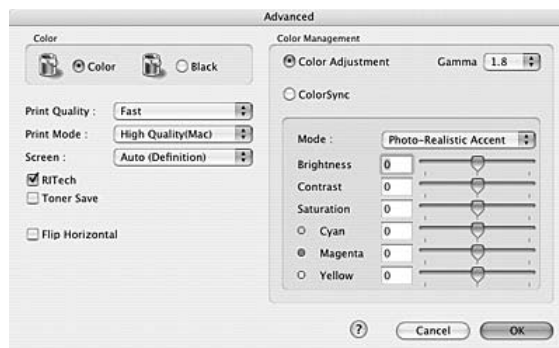 Advanced
Color
Color
Black
Print Quality :
Fast
Print Mode :
High Quality(Mac)
Screen :
Auto (Definition)
RITech
Toner Save
Flip Horizontal
Color Management
Color Adjustment
Gamma
1.8
ColorSync
Mode :
Photo-Realistic Accent
Brightness
0
Contrast
0
Saturation
0
Cyan
0
Magenta
0
Yellow
0
?
Cancel
OK